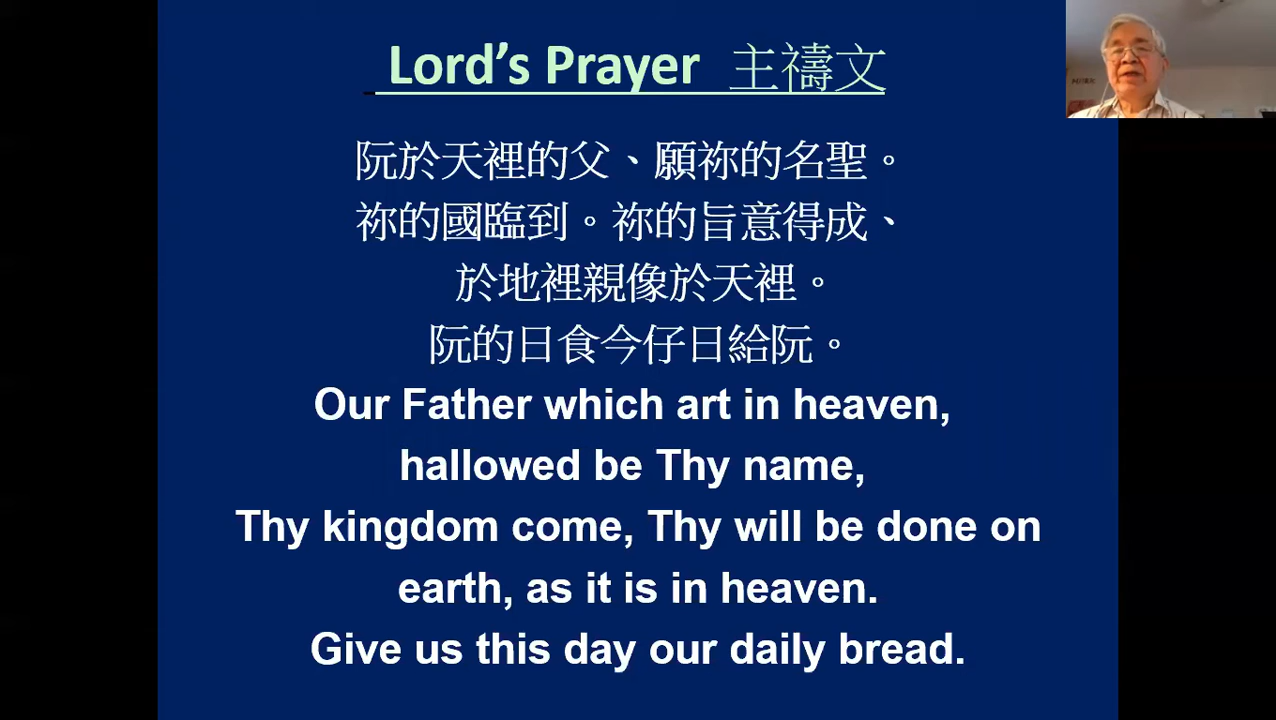 Lord’s Prayer 主禱文
阮於天裡的父、願祢的名聖。
祢的國臨到。祢的旨意得成、
於地裡親像於天裡。
阮的日食今仔日給阮。
Our Father which art in heaven,
hallowed be Thy name,
Thy kingdom come, Thy will be done on
earth, as it is in heaven.
Give us this day our daily bread.